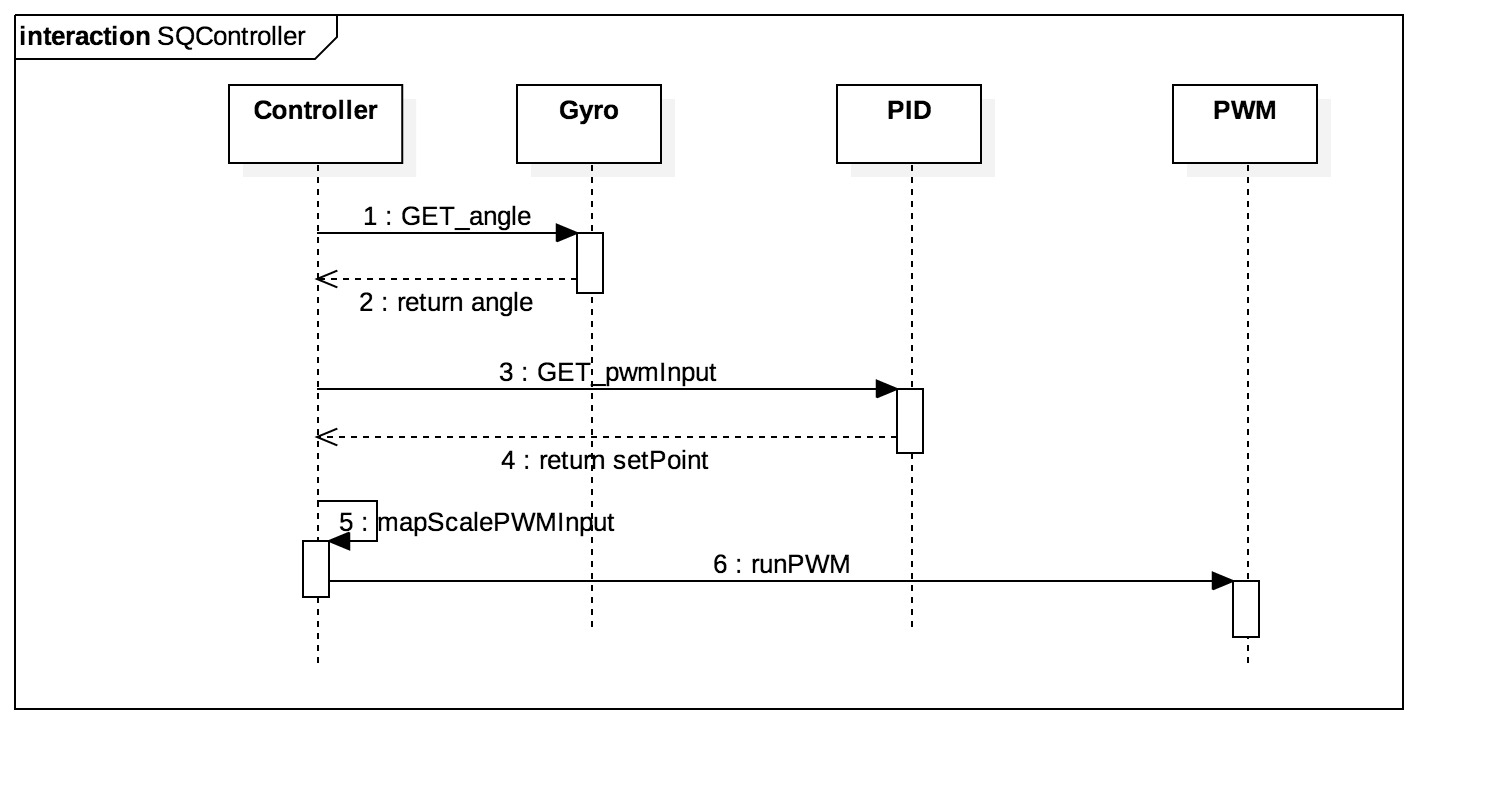 interaction SQController
Controller
Gyro
PID
PWM
1 : GET_angle
2 : return angle
3 : GET_pwmInput
4 : return setPoint
5 : mapScalePWMInput
6 : runPWM